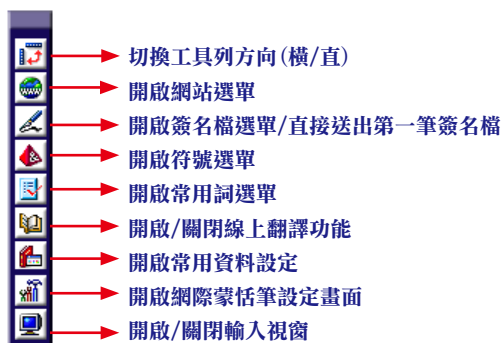 切換工具列方向(橫/直)
WWW
開啟網站選單
開啟簽名檔選單/直接送出第一筆簽名檔
開啟符號選單
開啟常用詞選單
開啟/關閉線上翻譯功能
開啟常用資料設定
開啟網際蒙恬筆設定畫面
開啟/關閉輸入視窗